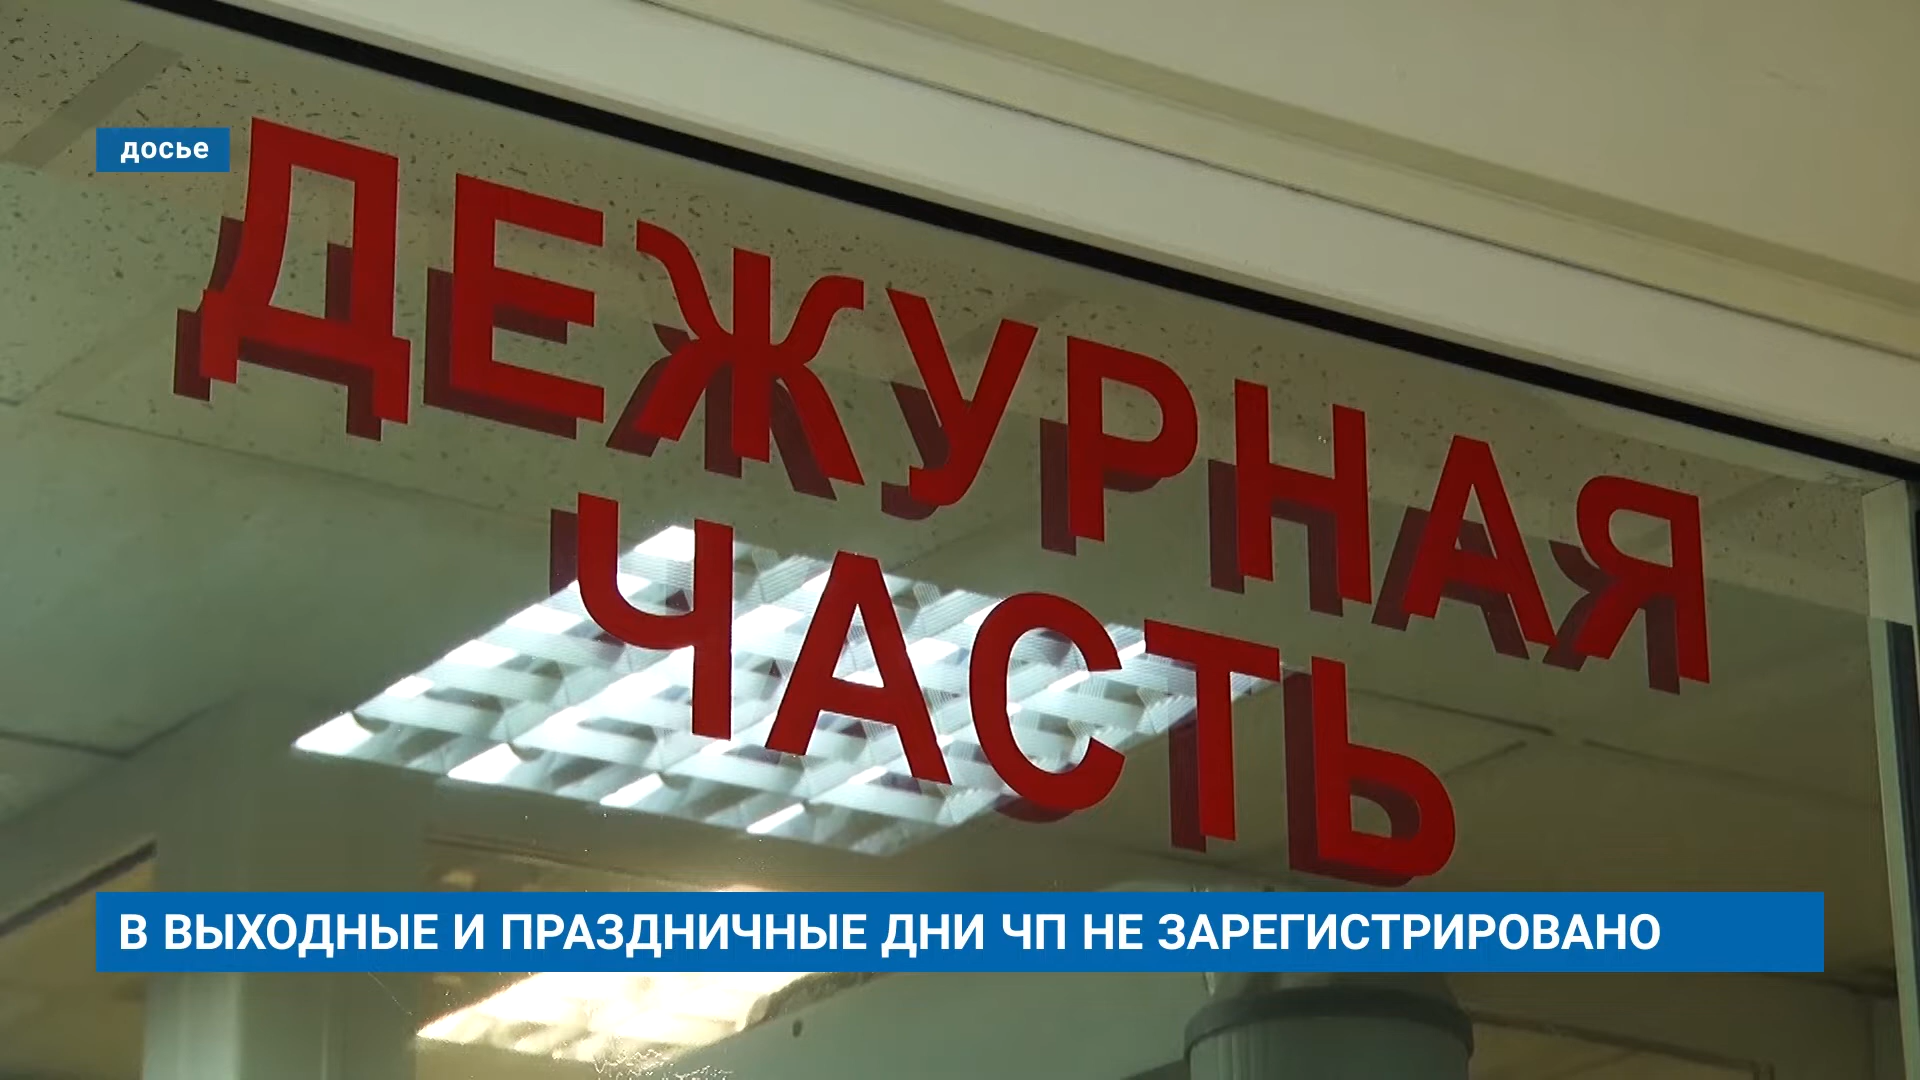 досье
ДЕЖУРНАЯ
ЧАСТЬ
В ВЫХОДНЫЕ И ПРАЗДНИЧНЫЕ ДНИ ЧП НЕ ЗАРЕГИСТРИРОВАНО